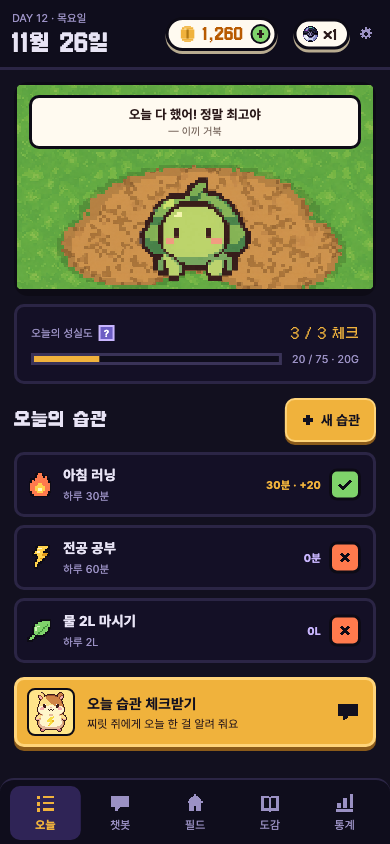 DAY 12 · 목요일
11월 26일
1,260
×1
오늘 다 했어! 정말 최고야
— 이끼 거북
오늘의 성실도 ?
3 / 3 체크
20 / 75 · 20G
오늘의 습관
+ 새 습관
아침 러닝
하루 30분
30분 · +20
전공 공부
하루 60분
0분
물 2L 마시기
하루 2L
0L
오늘 습관 체크받기
찌릿 쥐에게 오늘 한 걸 알려 줘요
오늘
챗봇
필드
도감
통계